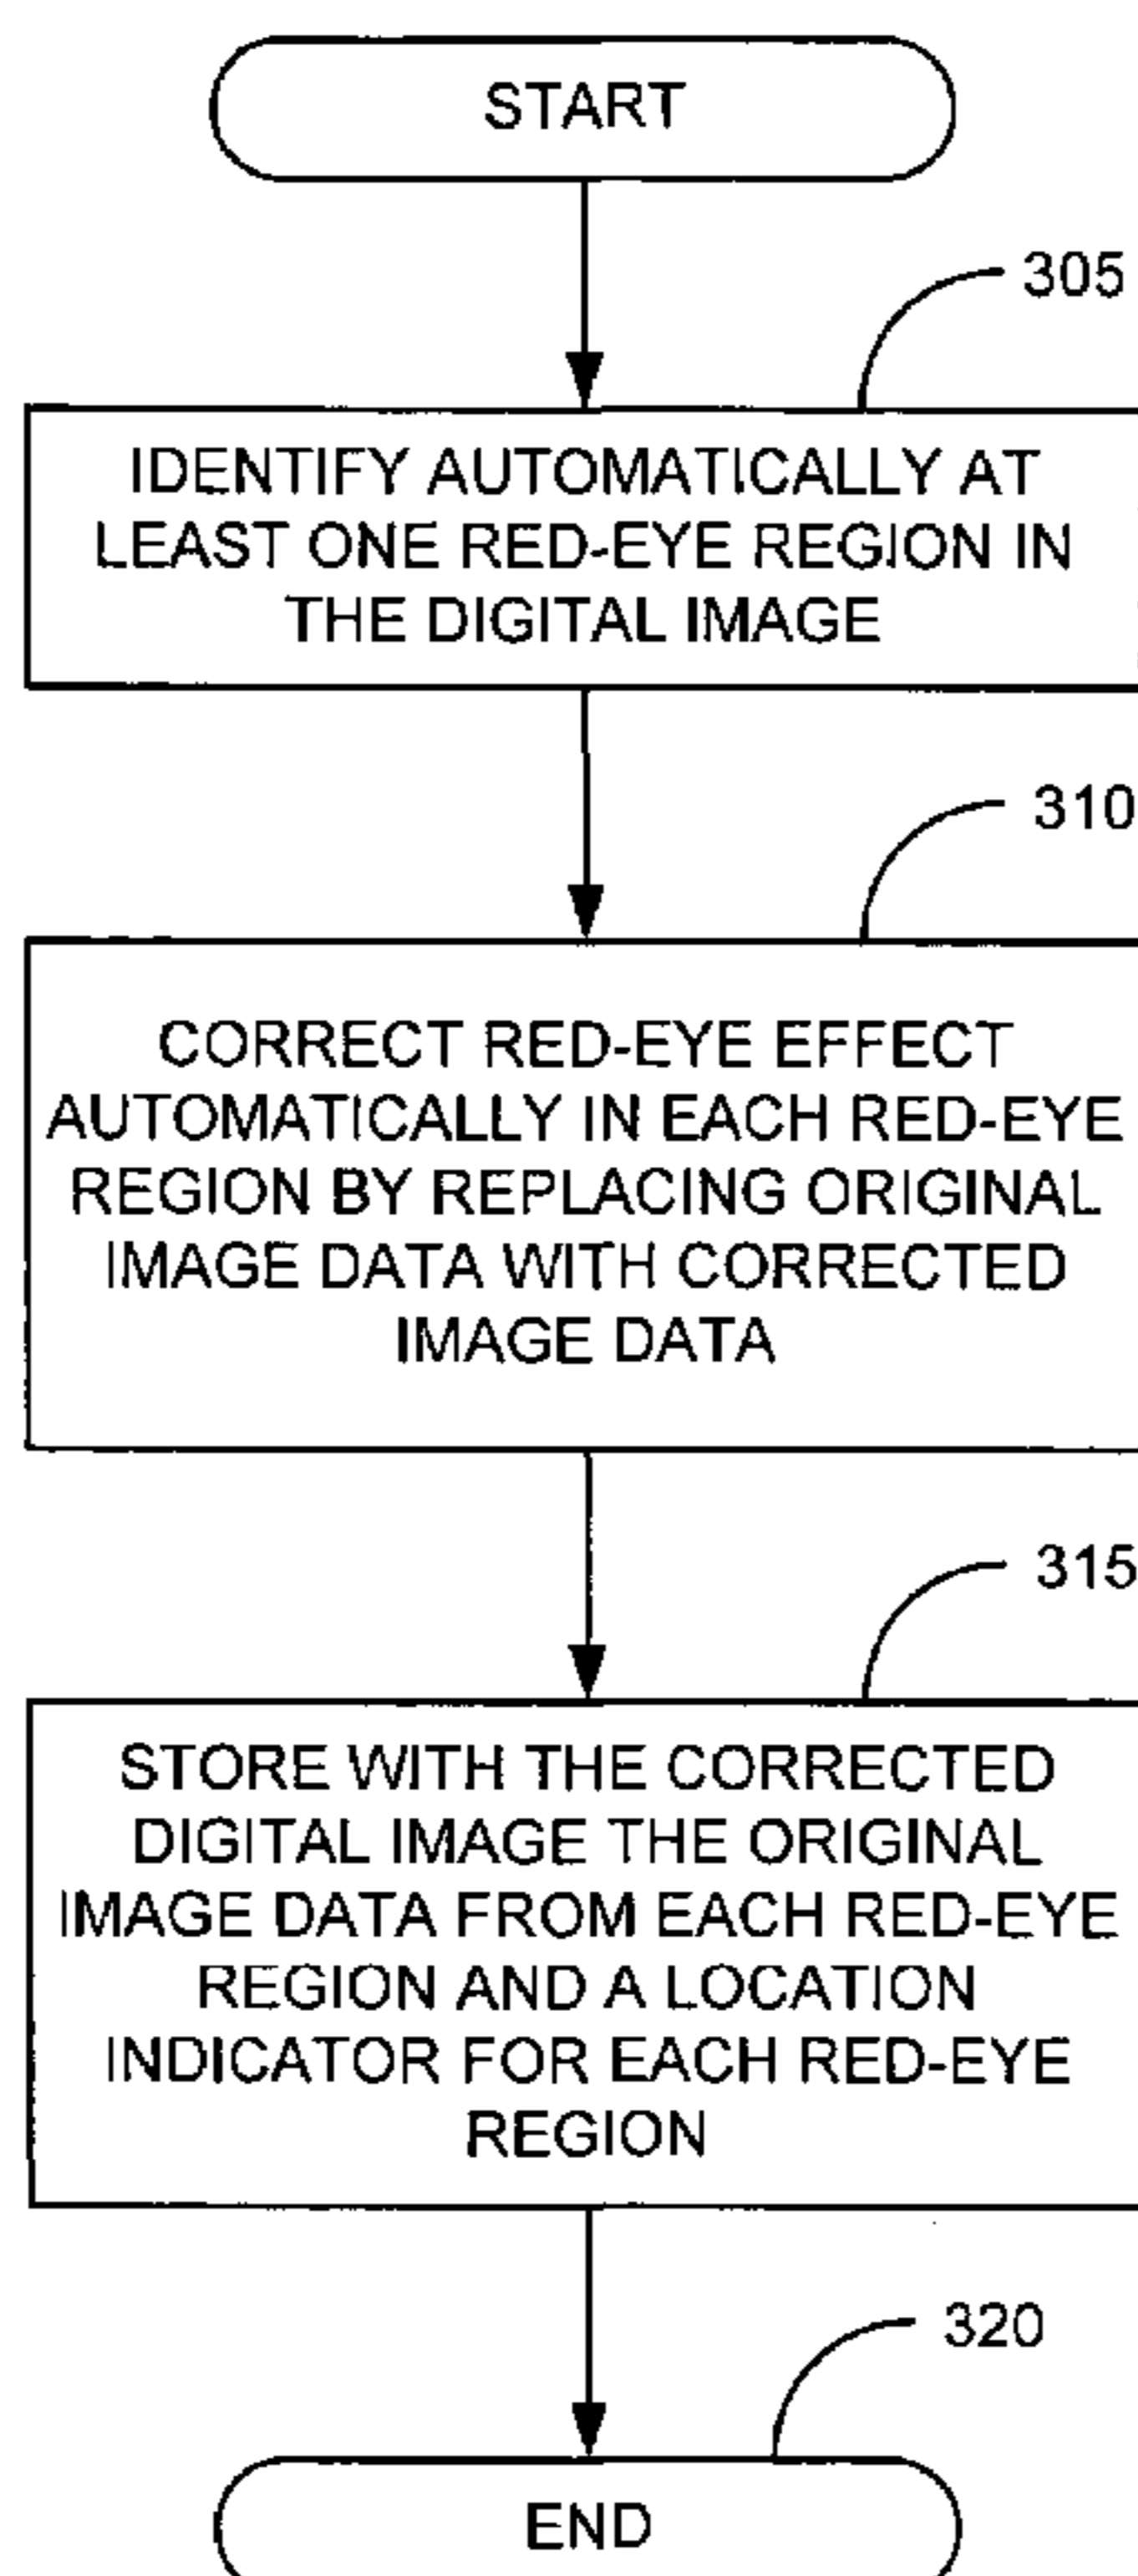 START
305
IDENTIFY AUTOMATICALLY AT
LEAST ONE RED-EYE REGION IN
THE DIGITAL IMAGE
310
CORRECT RED-EYE EFFECT
AUTOMATICALLY IN EACH RED-EYE
REGION BY REPLACING ORIGINAL
IMAGE DATA WITH CORRECTED
IMAGE DATA
315
STORE WITH THE CORRECTED
DIGITAL IMAGE THE ORIGINAL
IMAGE DATA FROM EACH RED-EYE
REGION AND A LOCATION
INDICATOR FOR EACH RED-EYE
REGION
320
END